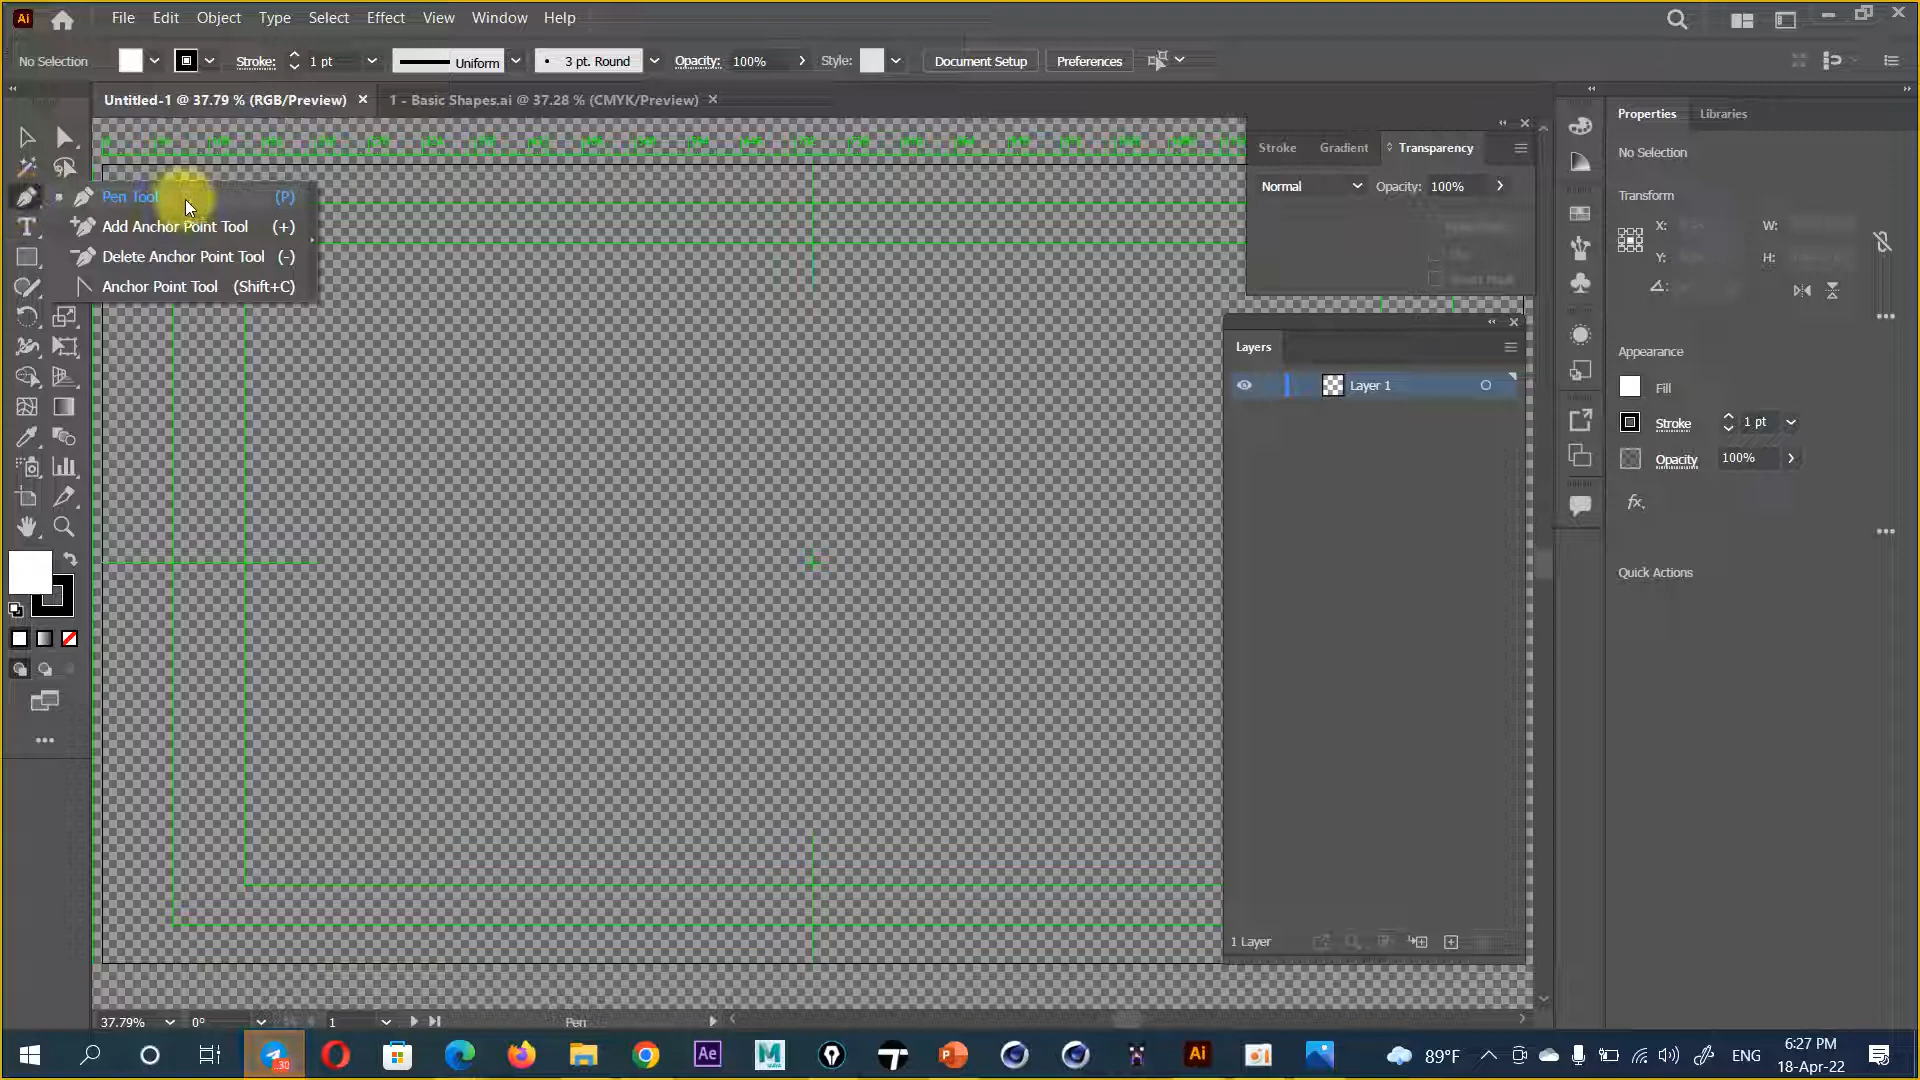 Ai File Edit Object Type Select Effect View Window Help
No Selection Stroke: 1 pt Uniform 3 pt. Round Opacity: 100% Style: Document Setup Preferences
Untitled-1 @ 37.79 % (RGB/Preview) × 1 - Basic Shapes.ai @ 37.28 % (CMYK/Preview) ×
Pen Tool (P)
Add Anchor Point Tool (+)
Delete Anchor Point Tool (-)
Anchor Point Tool (Shift+C)
Stroke Gradient Transparency
Normal Opacity: 100%
Layers
Layer 1
1 Layer
Properties Libraries
No Selection
Transform
X: W:
Y: H:
Appearance
Fill
Stroke 1 pt
Opacity 100%
fx.
Quick Actions
37.79% 0° 1 Pen
30 Ae M Ai 89°F ENG 6:27 PM
18-Apr-22